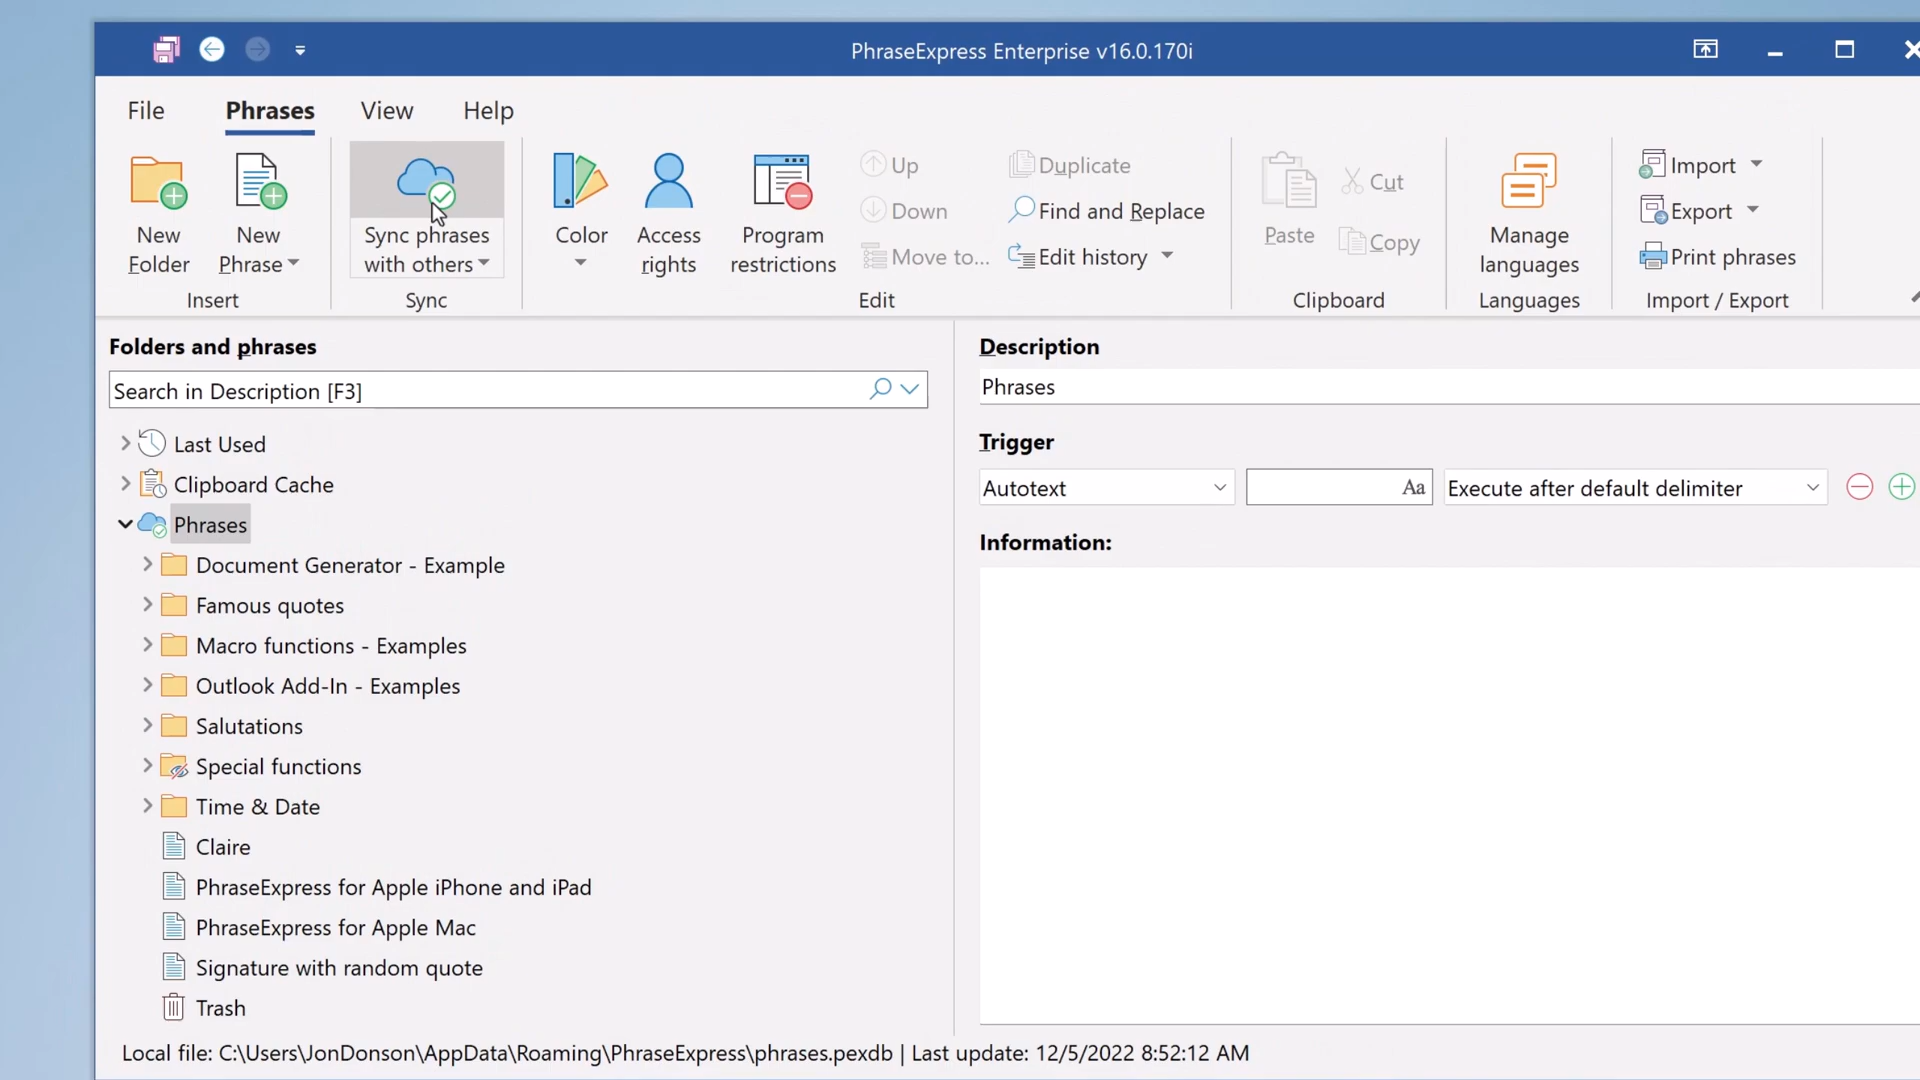 PhraseExpress Enterprise v16.0.170i
File Phrases View Help
New Folder
New Phrase
Insert
Sync phrases with others
Sync
Color
Access rights
Program restrictions
Up
Down
Move to...
Duplicate
Find and Replace
Edit history
Edit
Paste
Cut
Copy
Clipboard
Manage languages
Languages
Import
Export
Print phrases
Import / Export
Folders and phrases
Search in Description [F3]
Last Used
Clipboard Cache
Phrases
Document Generator - Example
Famous quotes
Macro functions - Examples
Outlook Add-In - Examples
Salutations
Special functions
Time & Date
Claire
PhraseExpress for Apple iPhone and iPad
PhraseExpress for Apple Mac
Signature with random quote
Trash
Description
Phrases
Trigger
Autotext Aa Execute after default delimiter
Information:
Local file: C:\Users\JonDonson\AppData\Roaming\PhraseExpress\phrases.pexdb | Last update: 12/5/2022 8:52:12 AM